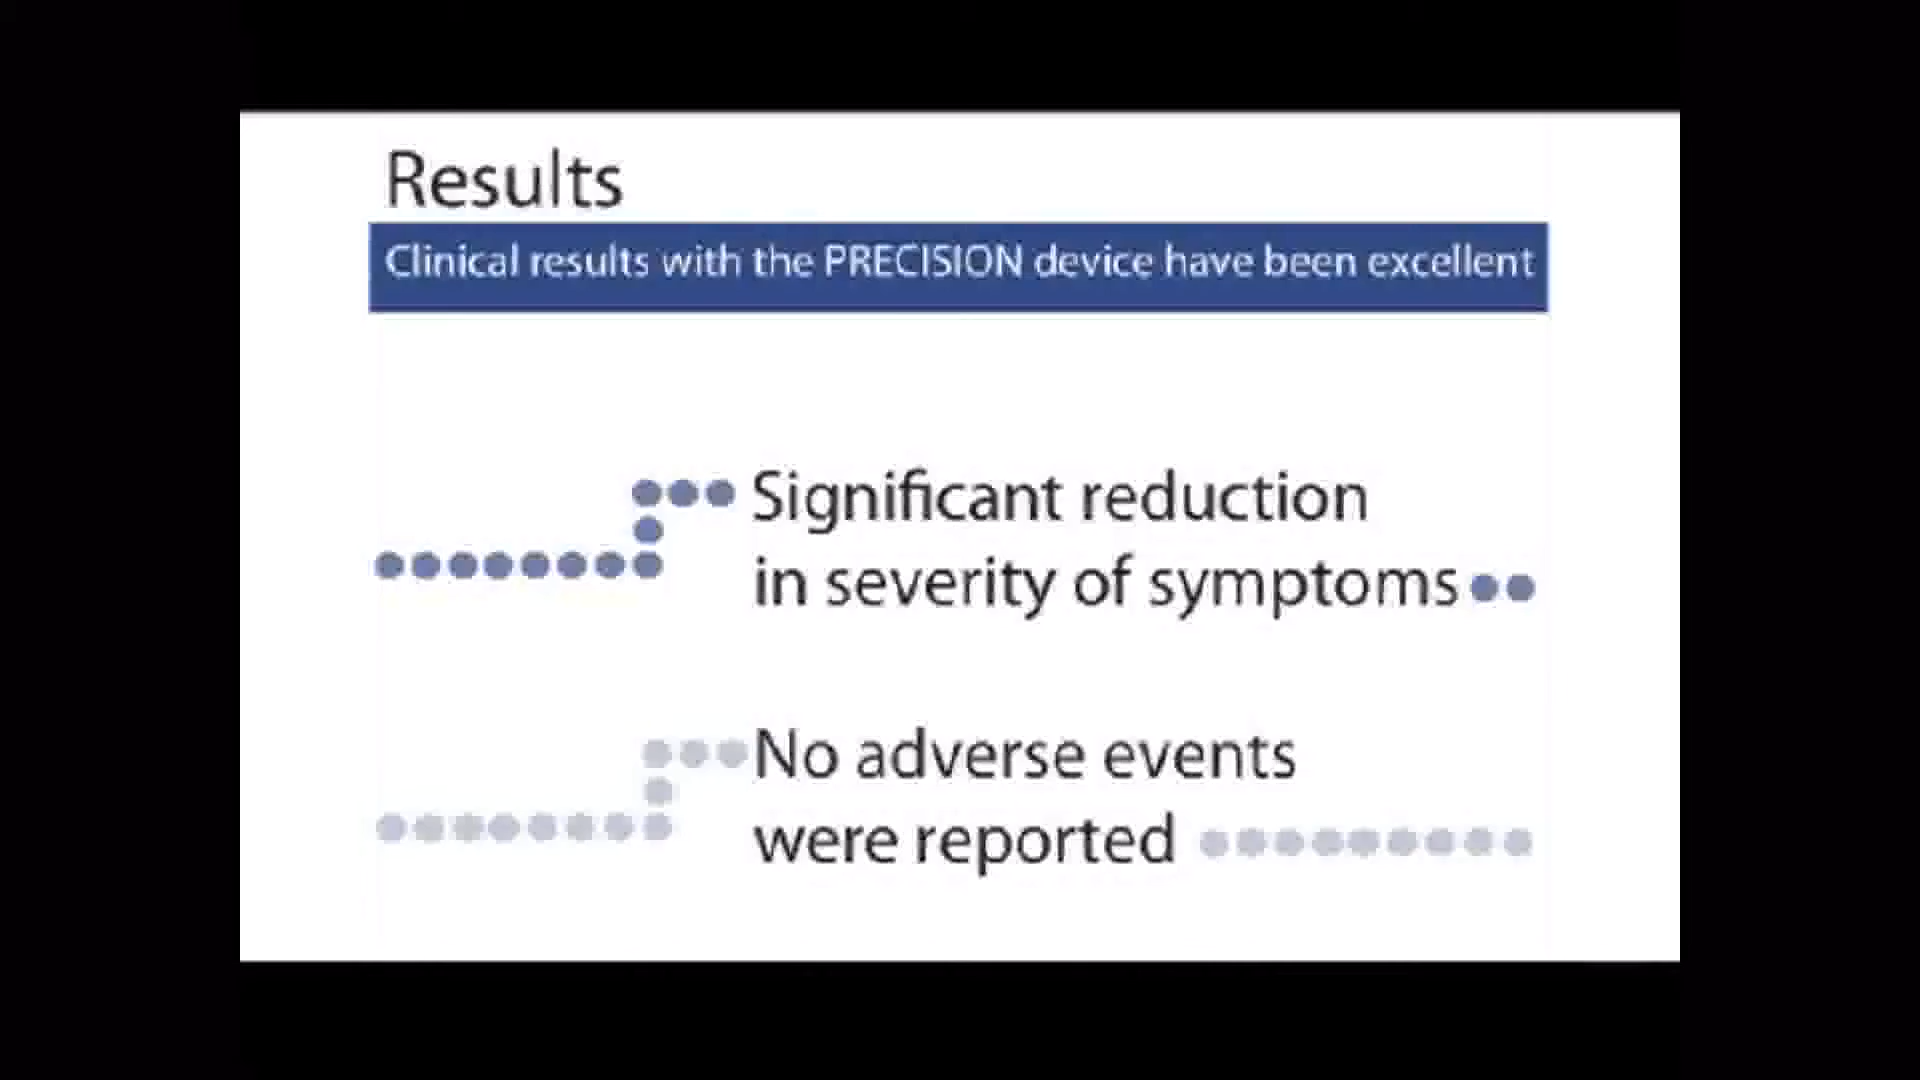 Results
Clinical results with the PRECISION device have been excellent
Significant reduction
in severity of symptoms
No adverse events
were reported